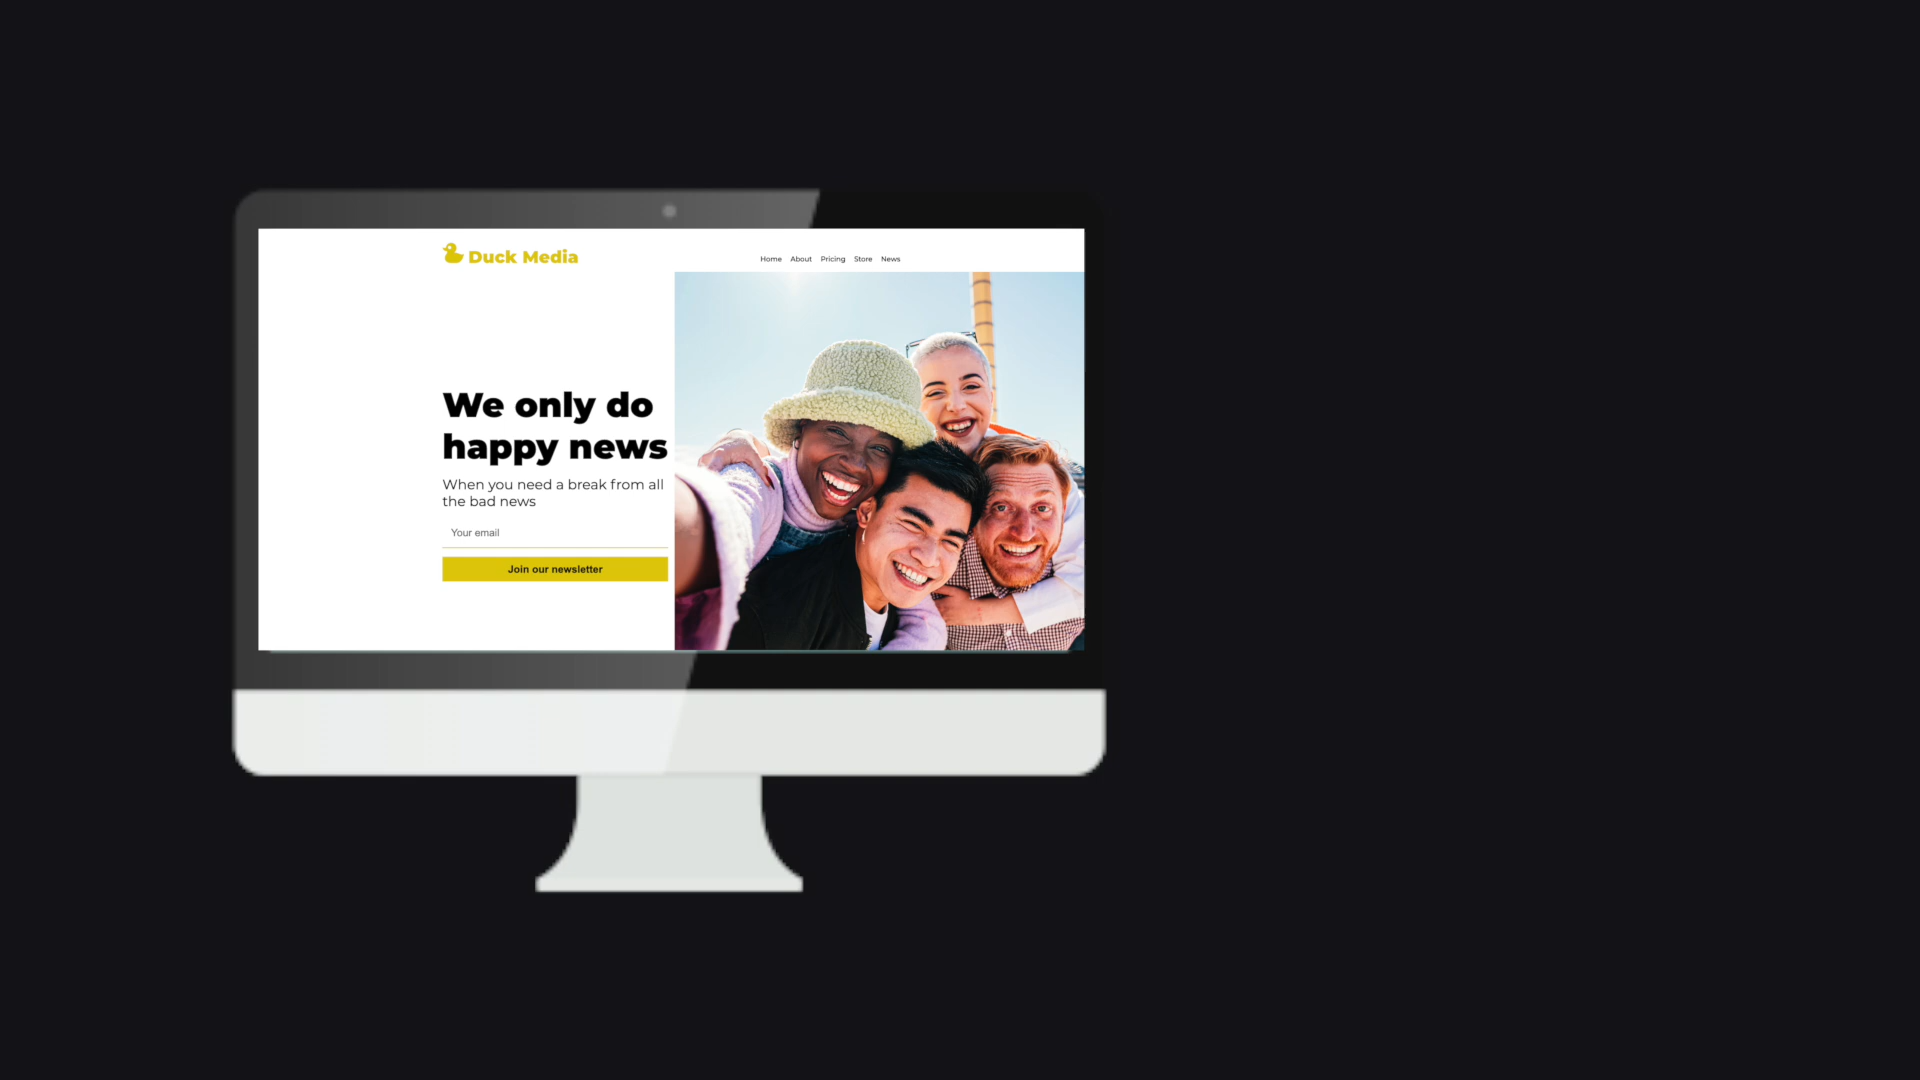 Duck Media
Home About Pricing Store News
We only do
happy news
When you need a break from all
the bad news
Your email
Join our newsletter